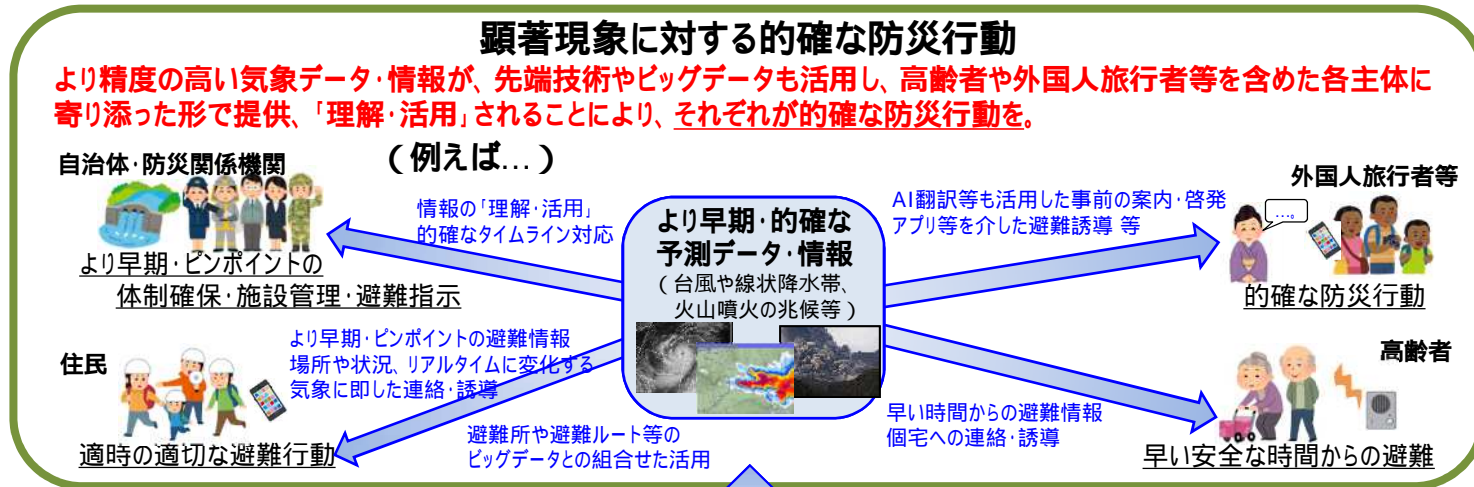 顕著現象に対する的確な防災行動
より精度の高い気象データ・情報が、先端技術やビッグデータも活用し、高齢者や外国人旅行者等を含めた各主体に
寄り添った形で提供、「理解・活用」されることにより、それぞれが的確な防災行動を。
（例えば…）
自治体・防災関係機関
情報の「理解・活用」
的確なタイムライン対応
より早期・ピンポイントの
体制確保・施設管理・避難指示
より早期・的確な
予測データ・情報
（台風や線状降水帯、
火山噴火の兆候等）
外国人旅行者等
AI翻訳等も活用した事前の案内・啓発
アプリ等を介した避難誘導 等
…。
的確な防災行動
住民
より早期・ピンポイントの避難情報
場所や状況、リアルタイムに変化する
気象に即した連絡・誘導
避難所や避難ルート等の
ビッグデータとの組合せた活用
適時の適切な避難行動
高齢者
早い時間からの避難情報
個宅への連絡・誘導
早い安全な時間からの避難